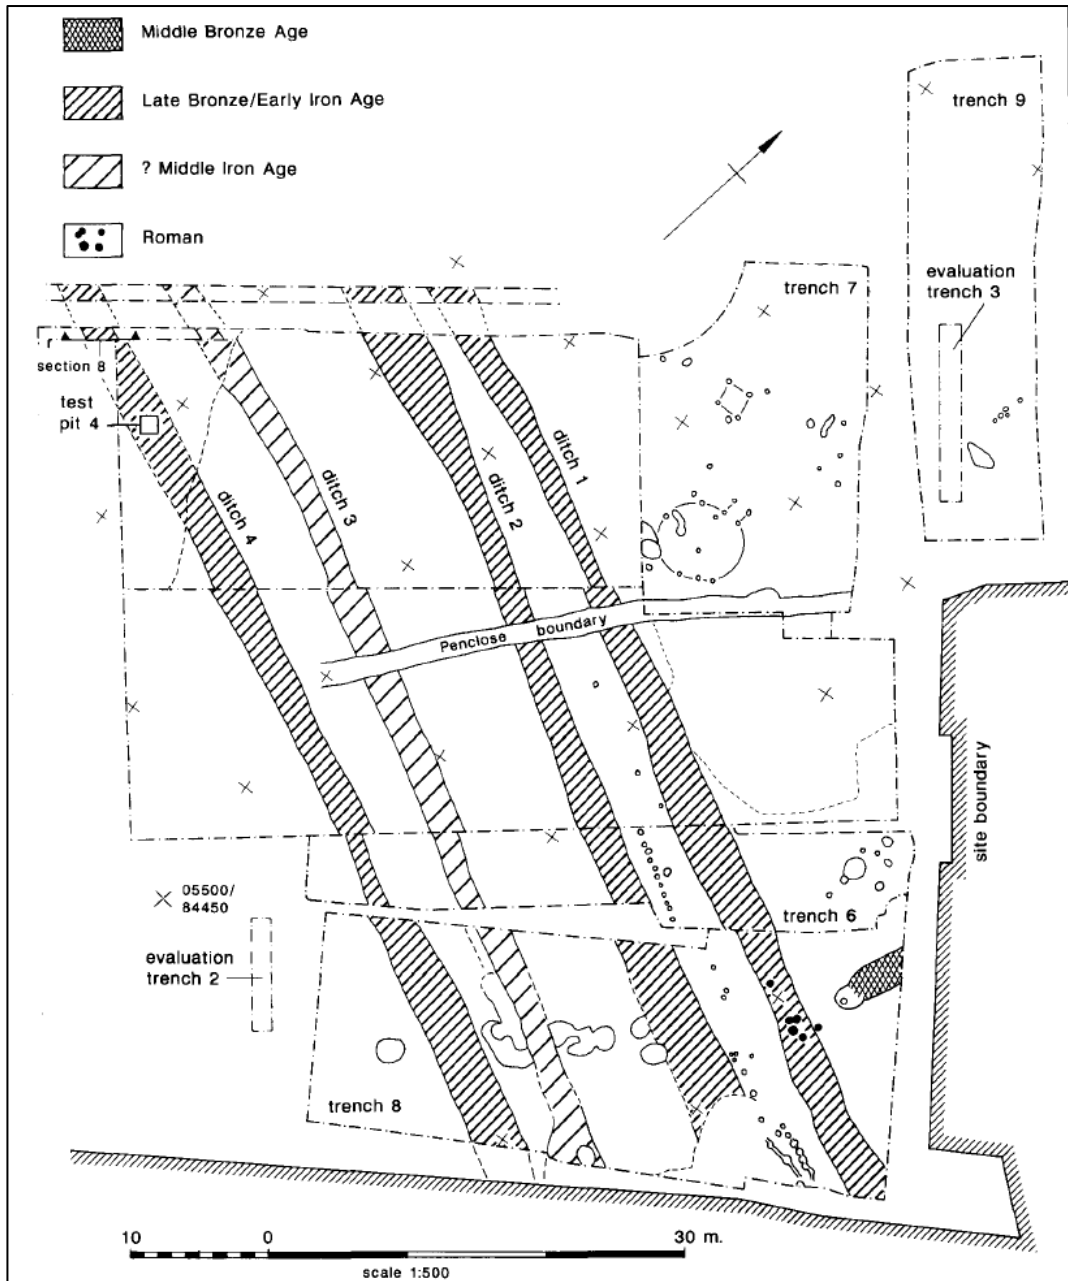 Middle Bronze Age
Late Bronze/Early Iron Age
? Middle Iron Age
Roman
trench 9
evaluation
trench 3
trench 7
r
section 8
test
pit 4
ditch 1
ditch 2
ditch 3
ditch 4
Penclose boundary
site boundary
05500/
84450
trench 6
evaluation
trench 2
trench 8
10 0 30 m.
scale 1:500